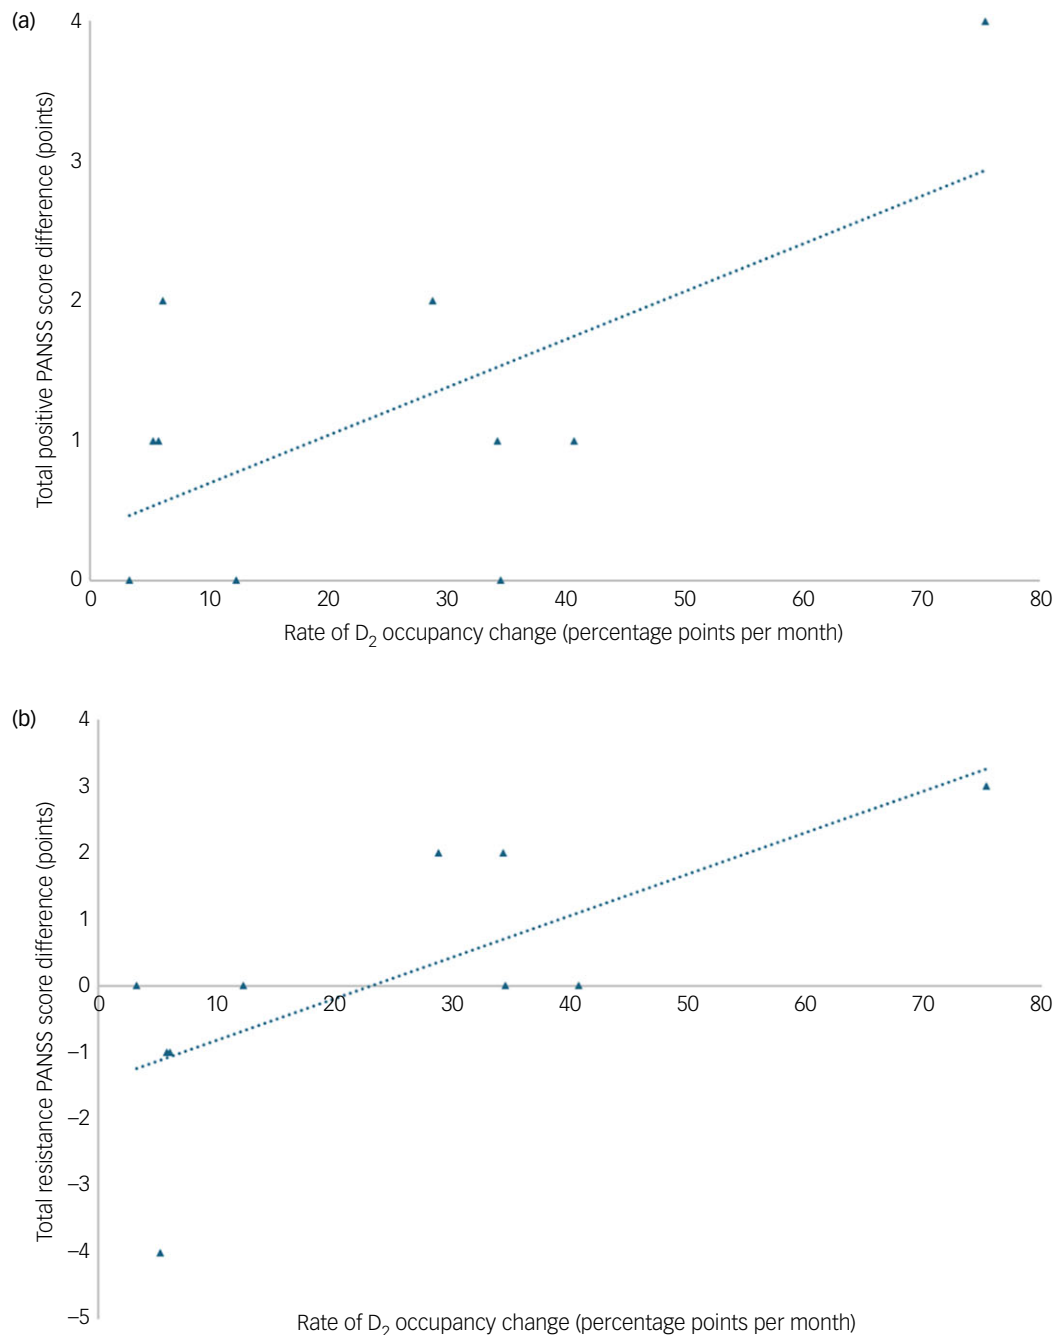 (a)
Total positive PANSS score difference (points)
4
3
2
1
0
0 10 20 30 40 50 60 70 80
Rate of D₂ occupancy change (percentage points per month)
(b)
Total resistance PANSS score difference (points)
4
3
2
1
0
–1
–2
–3
–4
–5
0 10 20 30 40 50 60 70 80
Rate of D₂ occupancy change (percentage points per month)